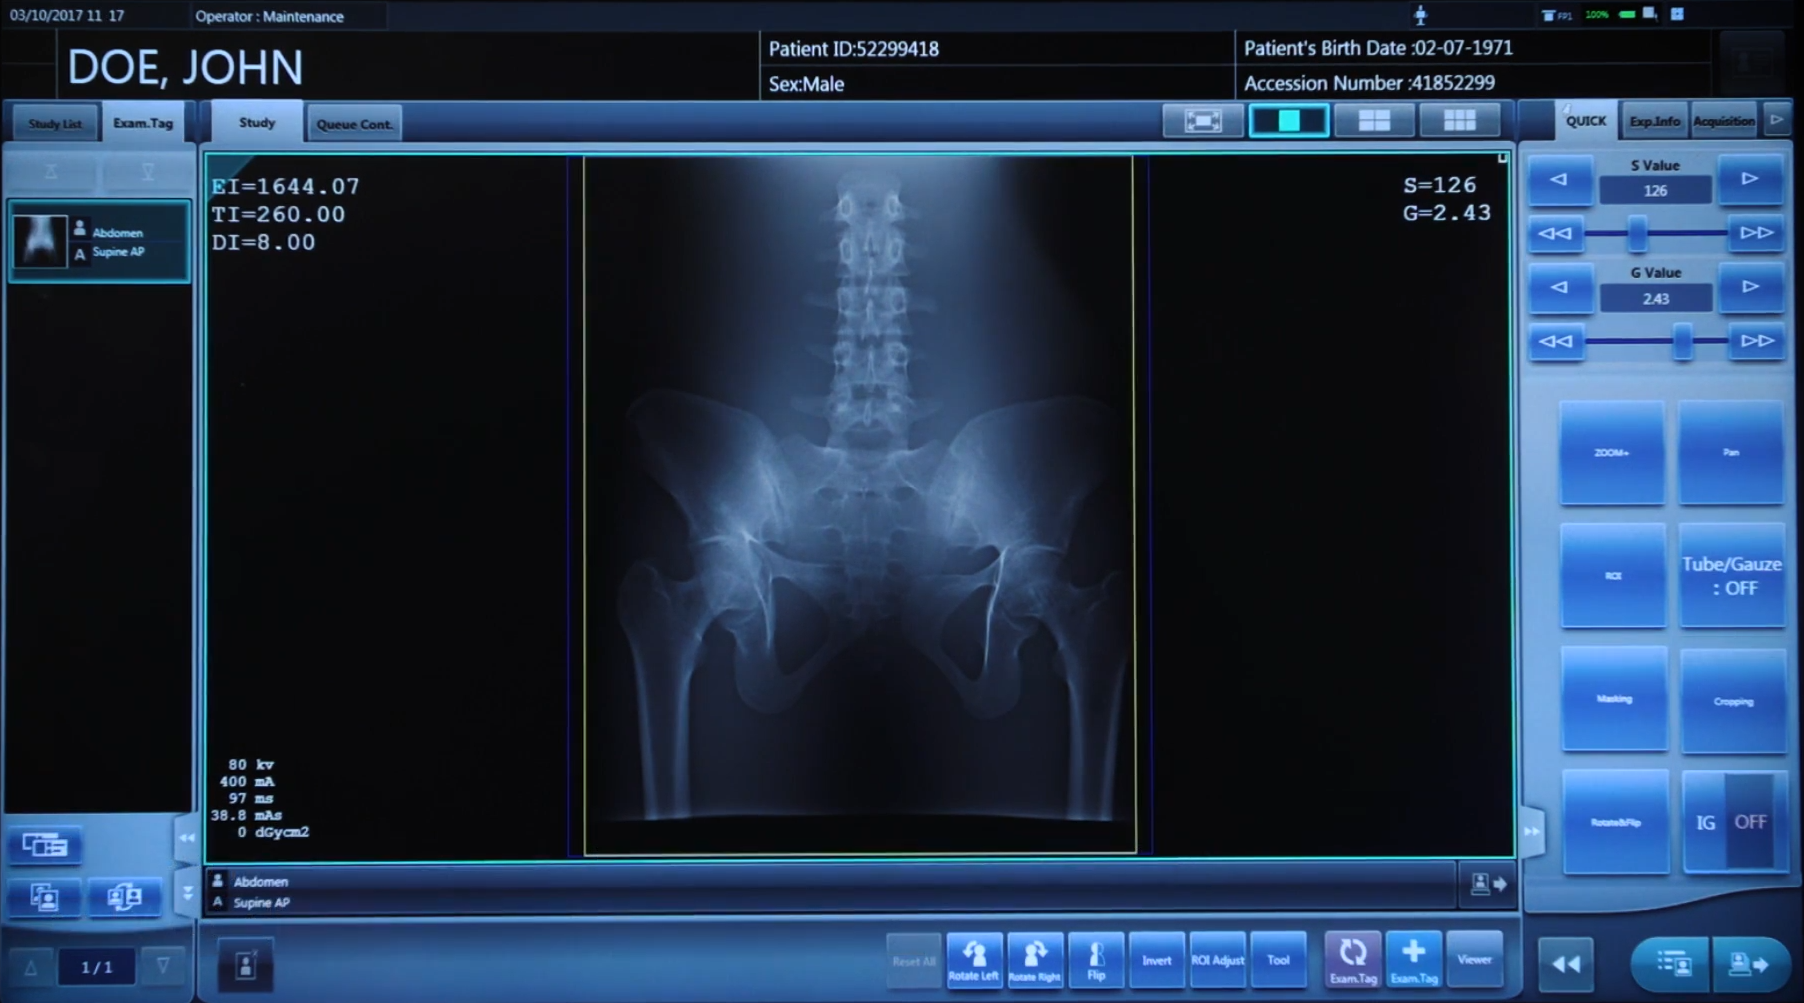 03/10/2017 11 17
Operator : Maintenance
FP1 100%
DOE, JOHN
Patient ID:52299418
Patient's Birth Date :02-07-1971
Sex:Male
Accession Number :41852299
Study List
Exam.Tag
Study
Queue Cont.
QUICK
Exp.Info
Acquisition
Abdomen
A Supine AP
EI=1644.07
TI=260.00
DI=8.00
S=126
G=2.43
80 kv
400 mA
97 ms
38.8 mAs
0 dGycm2
S Value
126
G Value
2.43
ZOOM+
Pan
ROI
Tube/Gauze
: OFF
Masking
Cropping
Rotate&Flip
IG OFF
Abdomen
A Supine AP
1 / 1
Reset All
Rotate Left
Rotate Right
Flip
Invert
ROI Adjust
Tool
Exam.Tag
Exam.Tag
Viewer